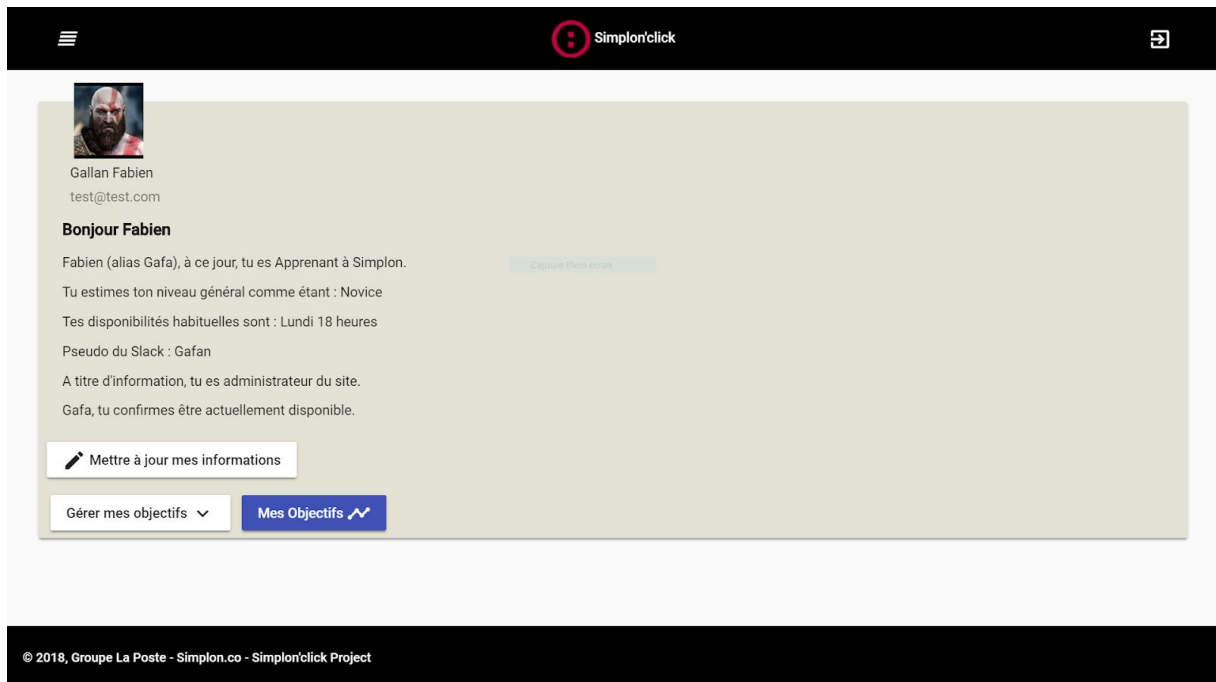 Simplon'click
Gallan Fabien
test@test.com
Bonjour Fabien
Fabien (alias Gafa), à ce jour, tu es Apprenant à Simplon.
Capture Plein écran
Tu estimes ton niveau général comme étant : Novice
Tes disponibilités habituelles sont : Lundi 18 heures
Pseudo du Slack : Gafan
A titre d'information, tu es administrateur du site.
Gafa, tu confirmes être actuellement disponible.
Mettre à jour mes informations
Gérer mes objectifs
Mes Objectifs
© 2018, Groupe La Poste - Simplon.co - Simplon'click Project